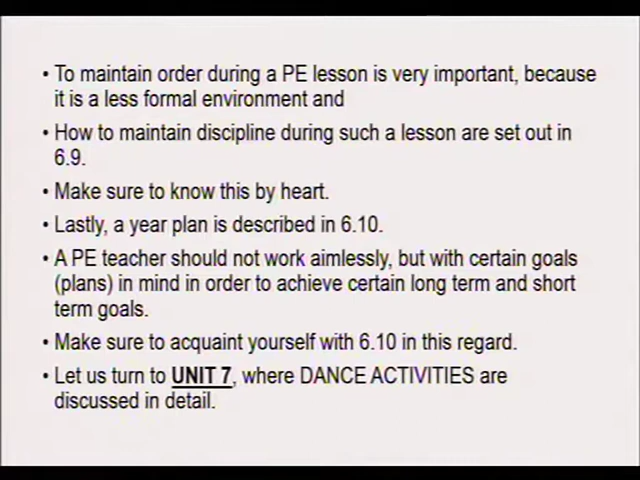 • To maintain order during a PE lesson is very important, because
it is a less formal environment and
• How to maintain discipline during such a lesson are set out in
6.9.
• Make sure to know this by heart.
• Lastly, a year plan is described in 6.10.
• A PE teacher should not work aimlessly, but with certain goals
(plans) in mind in order to achieve certain long term and short
term goals.
• Make sure to acquaint yourself with 6.10 in this regard.
• Let us turn to UNIT 7, where DANCE ACTIVITIES are
discussed in detail.